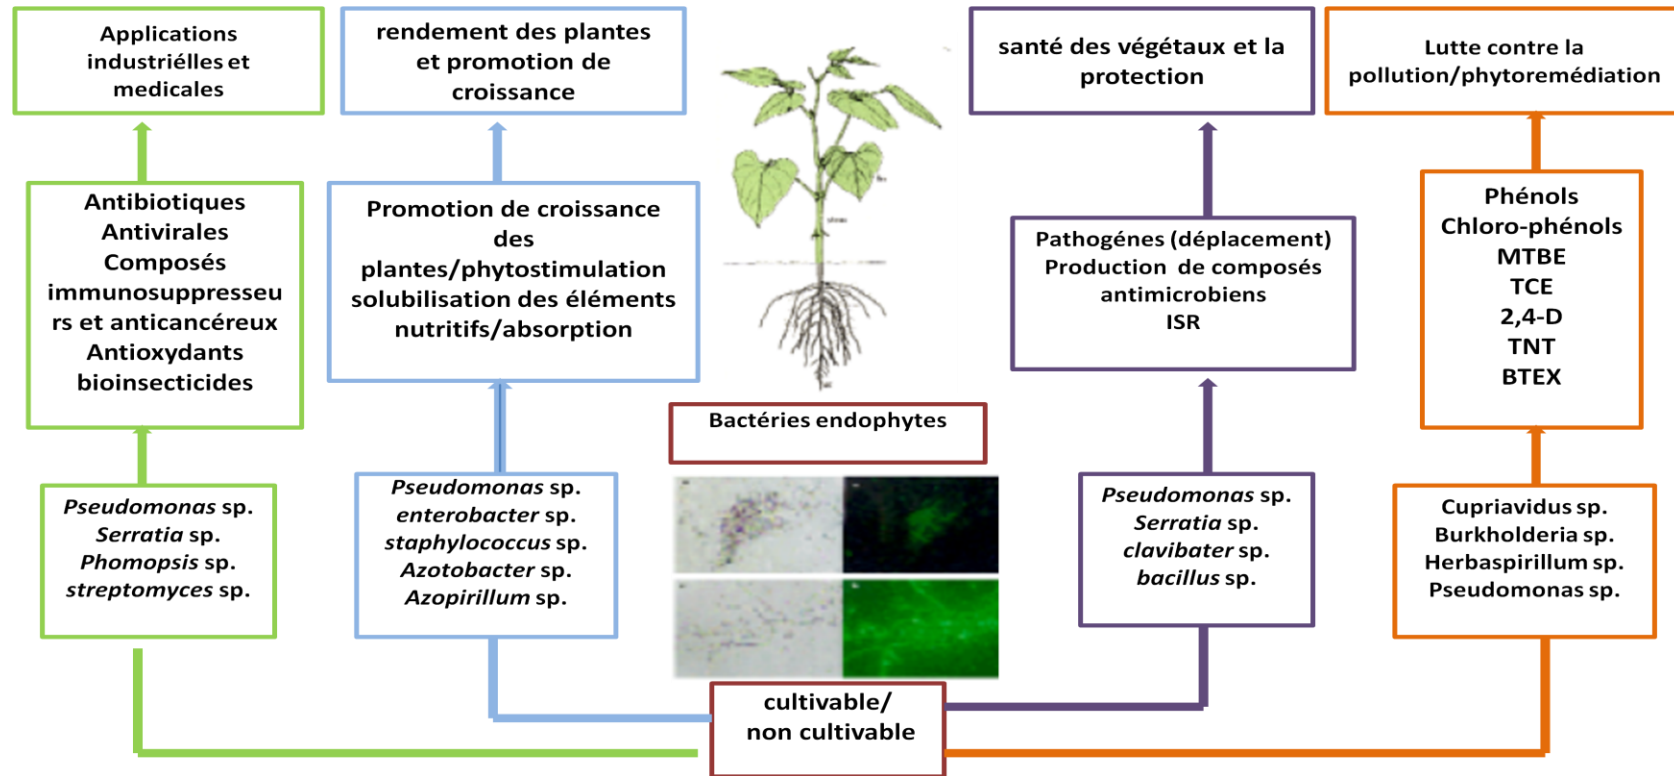 Applications
industriélles et
medicales
rendement des plantes
et promotion de
croissance
santé des végétaux et la
protection
Lutte contre la
pollution/phytoremédiation
Antibiotiques
Antivirales
Composés
immunosuppresseu
rs et anticancéreux
Antioxydants
bioinsecticides
Promotion de croissance
des
plantes/phytostimulation
solubilisation des éléments
nutritifs/absorption
Pathogénes (déplacement)
Production de composés
antimicrobiens
ISR
Phénols
Chloro-phénols
MTBE
TCE
2,4-D
TNT
BTEX
Bactéries endophytes
Pseudomonas sp.
Serratia sp.
Phomopsis sp.
streptomyces sp.
Pseudomonas sp.
enterobacter sp.
staphylococcus sp.
Azotobacter sp.
Azopirillum sp.
Pseudomonas sp.
Serratia sp.
clavibater sp.
bacillus sp.
Cupriavidus sp.
Burkholderia sp.
Herbaspirillum sp.
Pseudomonas sp.
cultivable/
non cultivable